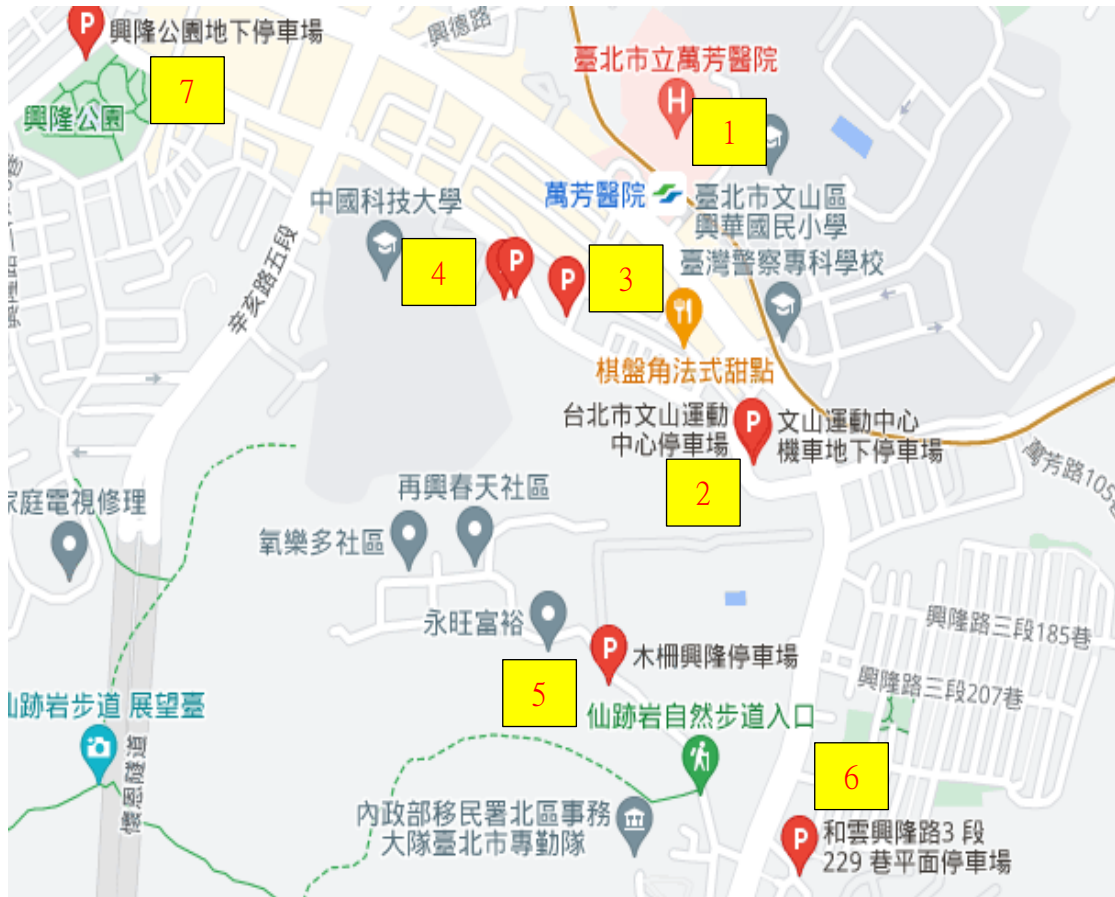 興隆公園地下停車場
興德路
臺北市立萬芳醫院
H
7
1
興隆公園
中國科技大學
萬芳醫院
臺北市文山區
興華國民小學
辛亥路五段
4
P
P
3
臺灣警察專科學校
棋盤角法式甜點
台北市文山運動
中心停車場
P
文山運動中心
機車地下停車場
2
萬芳路105巷
家庭電視修理
再興春天社區
氧樂多社區
永旺富裕
P
木柵興隆停車場
興隆路三段185巷
興隆路三段207巷
5
仙跡岩自然步道入口
仙跡岩步道 展望臺
懷恩隧道
6
內政部移民署北區事務
大隊臺北市專勤隊
P
和雲興隆路3 段
229 巷平面停車場
P